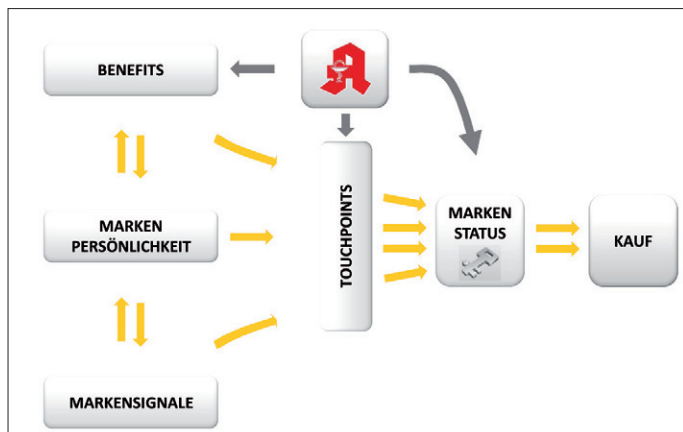 BENEFITS
MARKEN
PERSÖNLICHKEIT
MARKENSIGNALE
TOUCHPOINTS
MARKEN
STATUS
KAUF